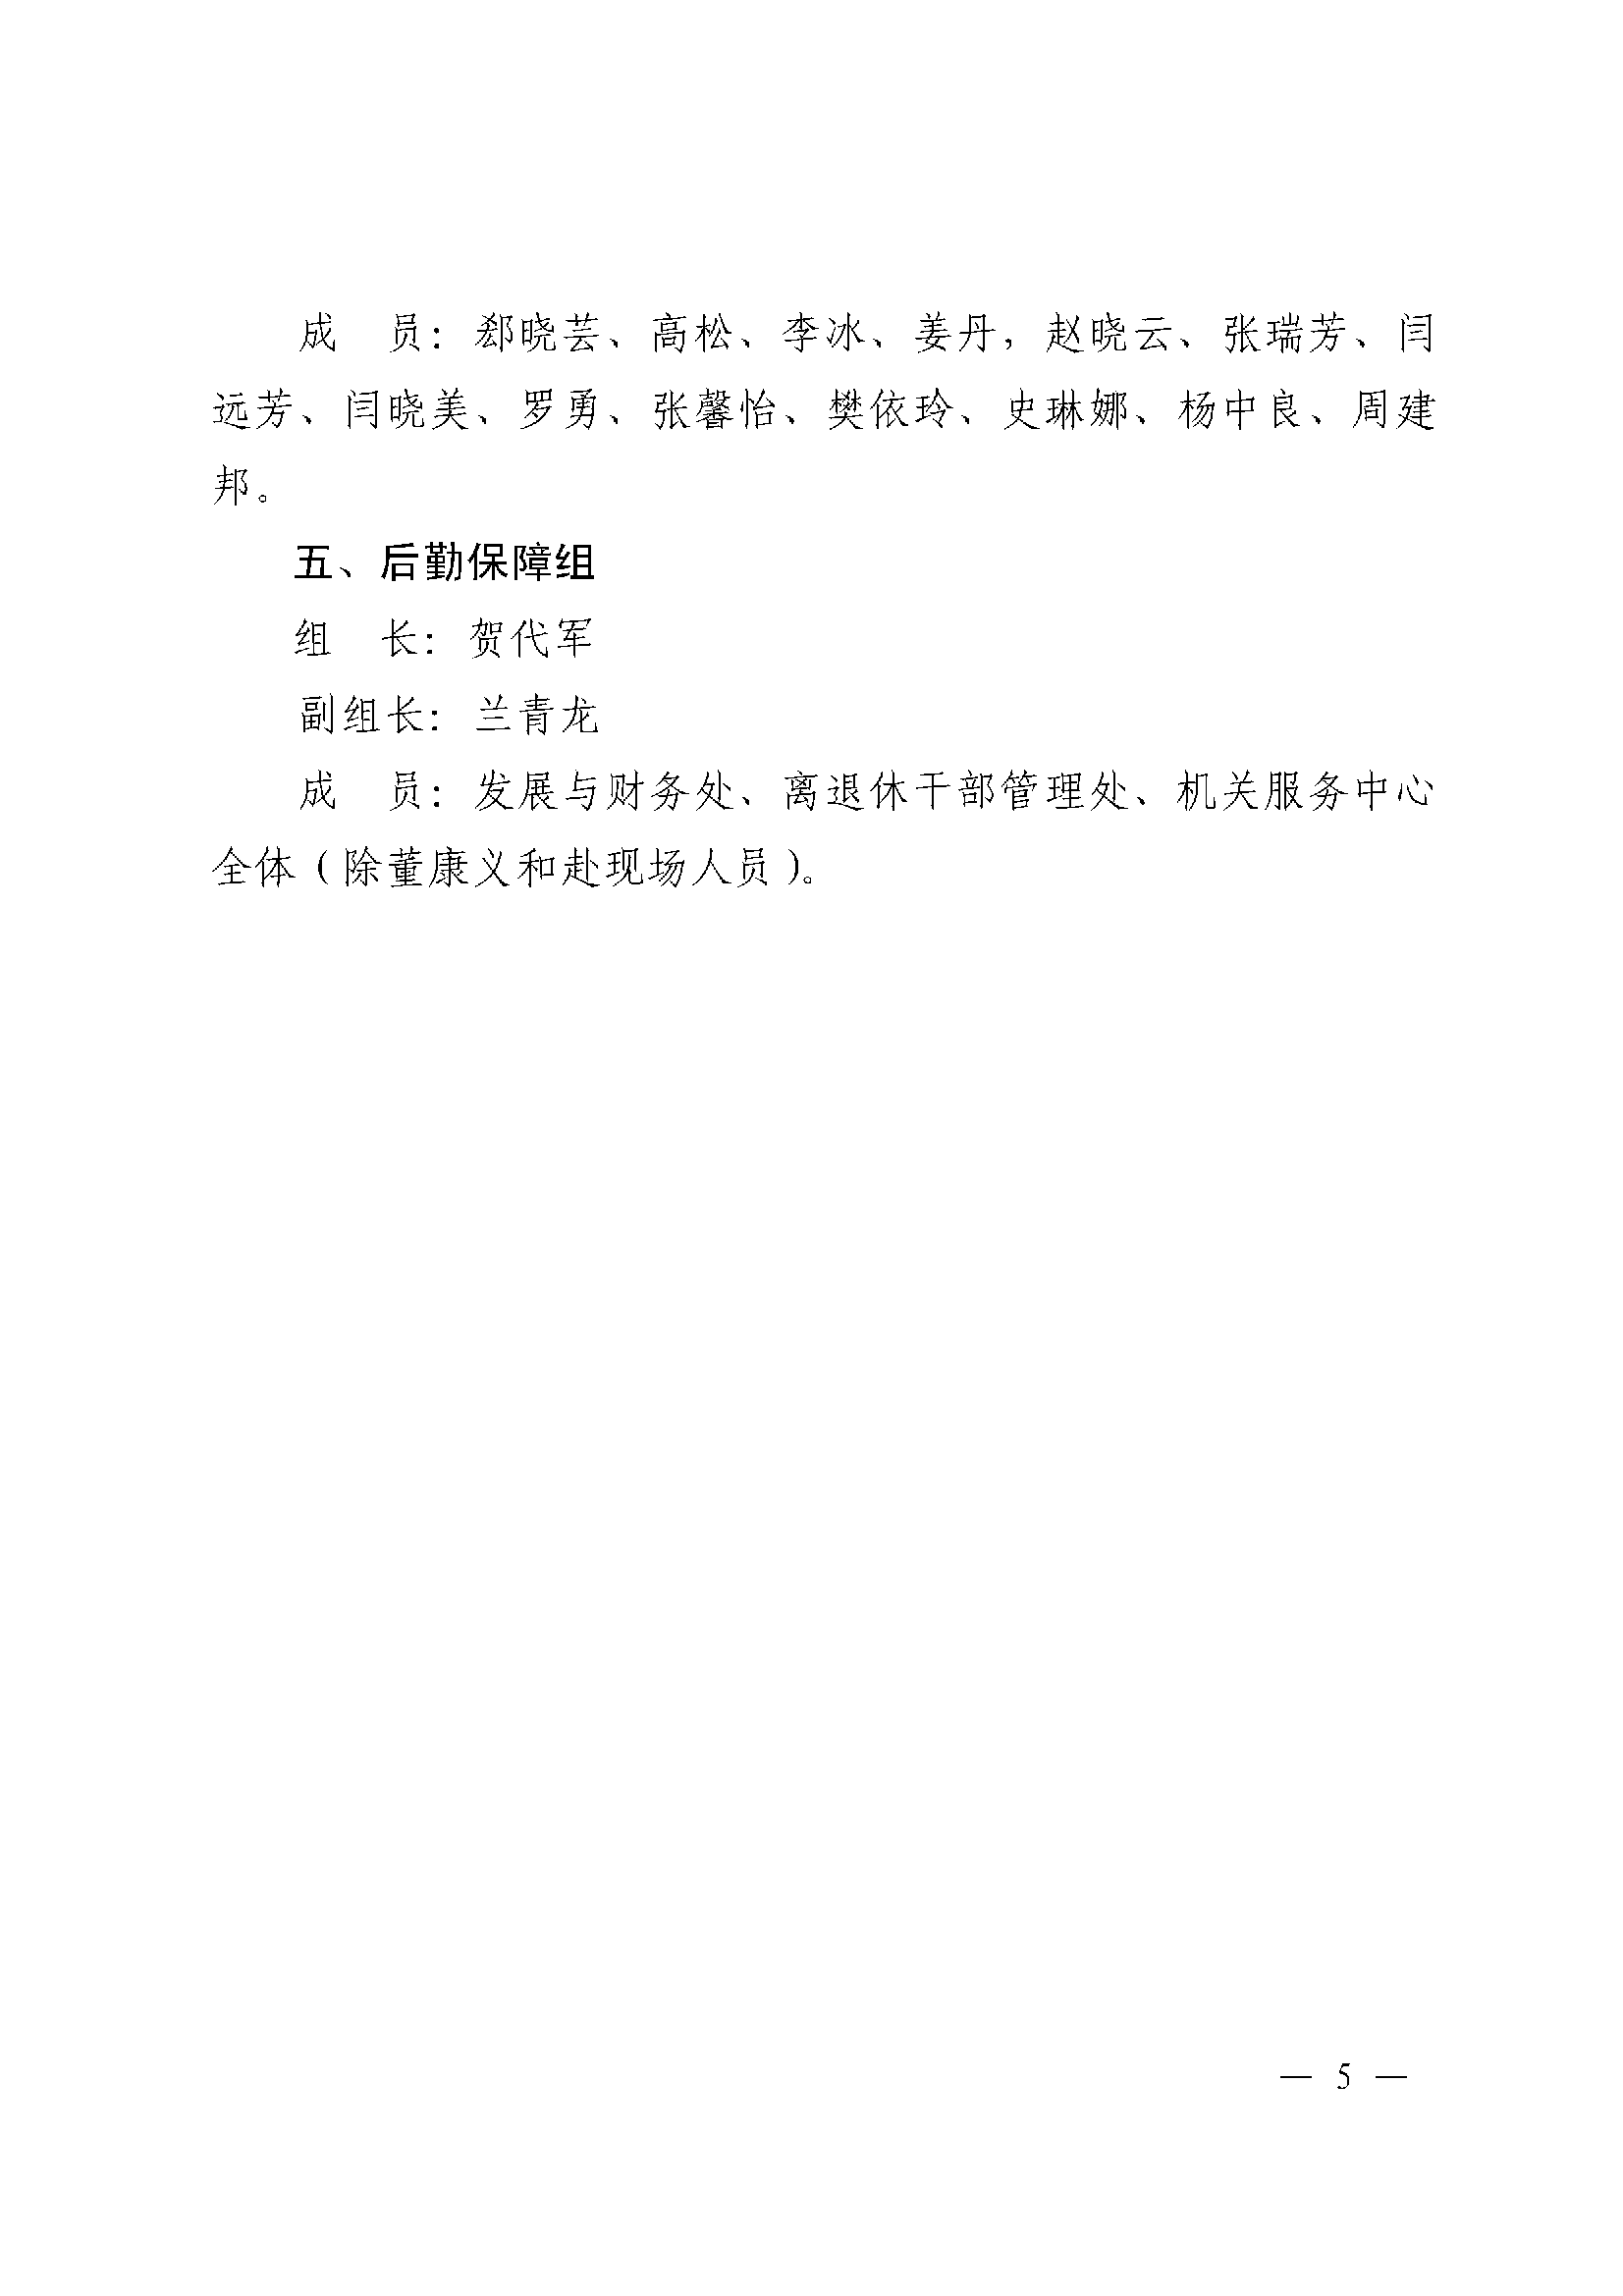 成　员：郄晓芸、高松、李冰、姜丹，赵晓云、张瑞芳、闫
远芳、闫晓美、罗勇、张馨怡、樊依玲、史琳娜、杨中良、周建
邦。
五、后勤保障组
组　长：贺代军
副组长：兰青龙
成　员：发展与财务处、离退休干部管理处、机关服务中心
全体（除董康义和赴现场人员）。
— 5 —